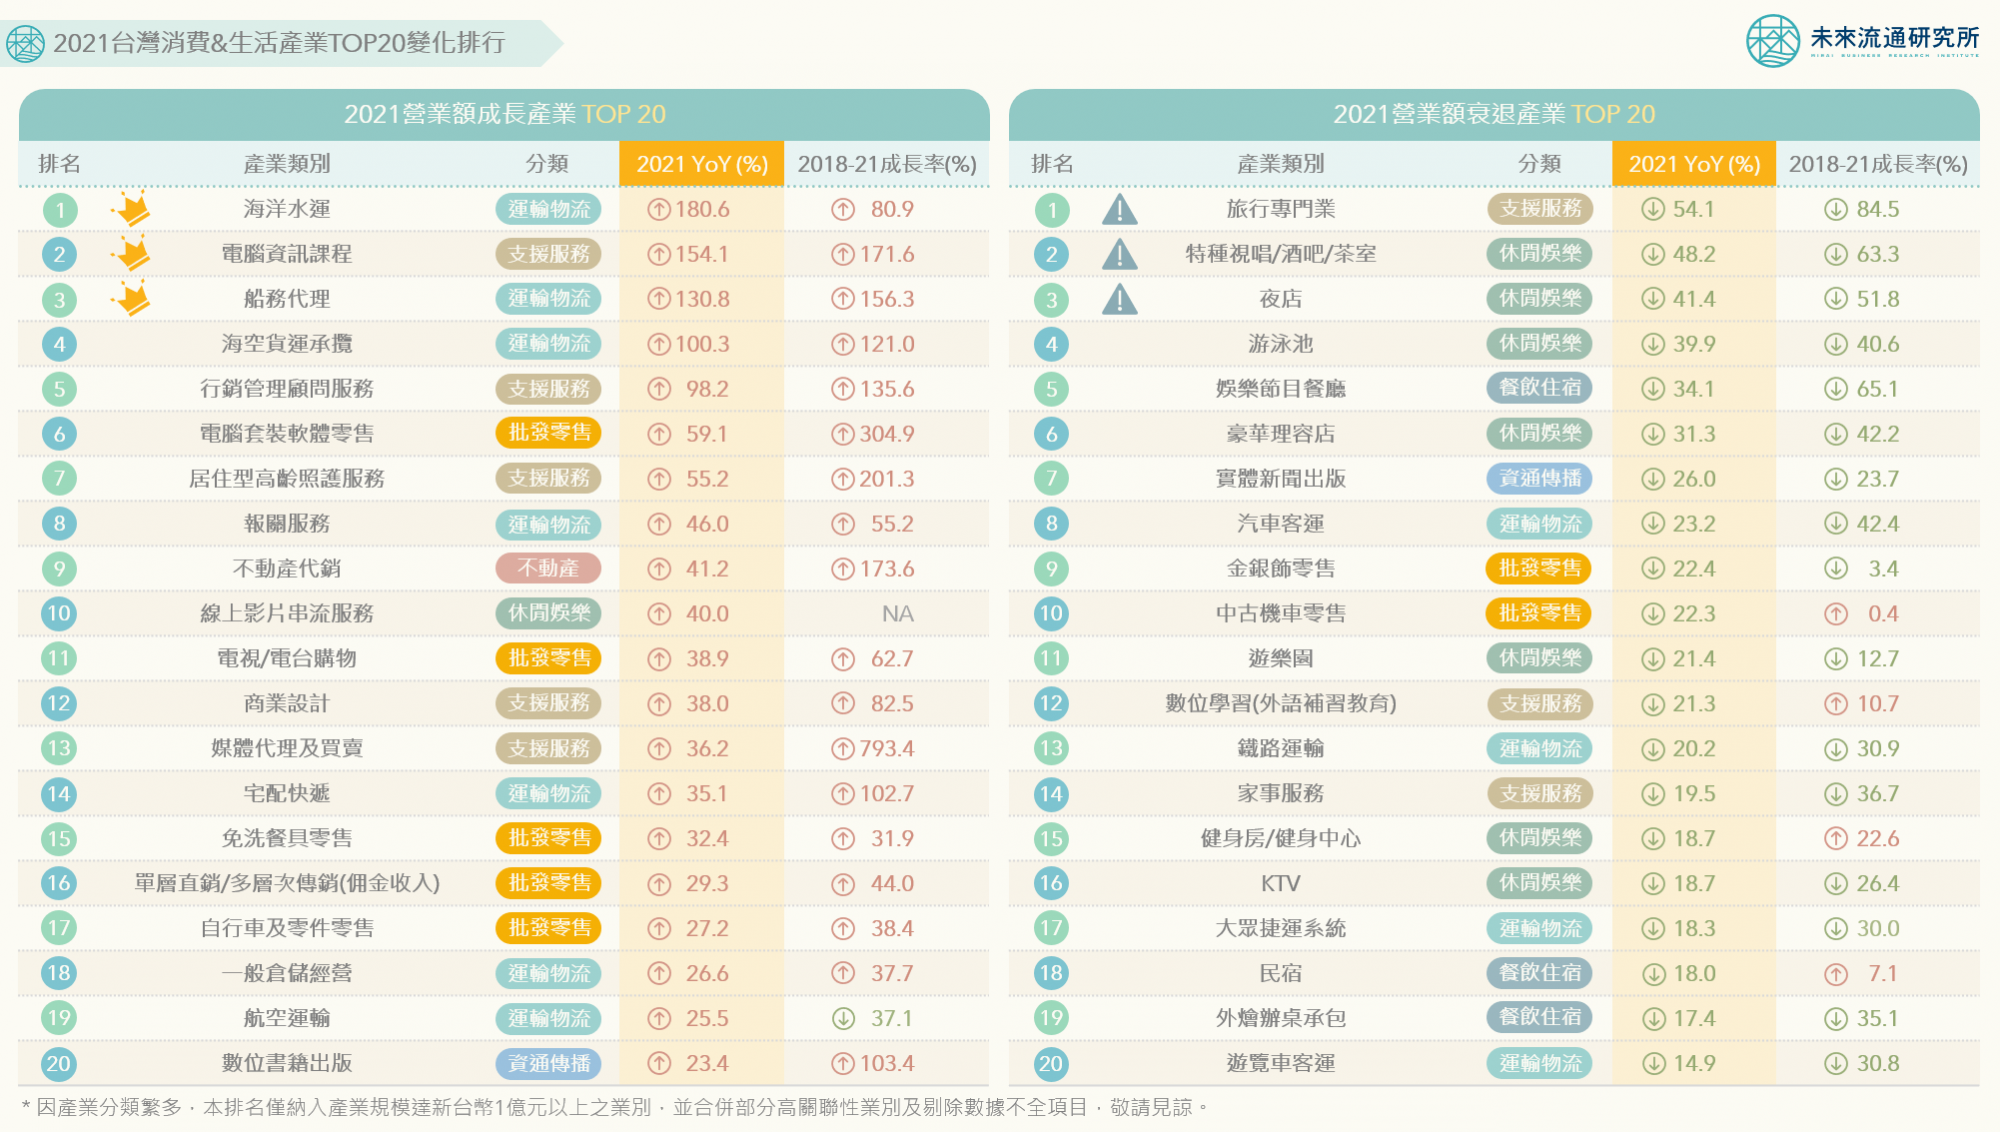 2021台灣消費&生活產業TOP20變化排行
未來流通研究所
MIRAI BUSINESS RESEARCH INSTITUTE
2021營業額成長產業 TOP 20
排名 產業類別 分類 2021 YoY (%) 2018-21成長率(%)
1 海洋水運 運輸物流 180.6 80.9
2 電腦資訊課程 支援服務 154.1 171.6
3 船務代理 運輸物流 130.8 156.3
4 海空貨運承攬 運輸物流 100.3 121.0
5 行銷管理顧問服務 支援服務 98.2 135.6
6 電腦套裝軟體零售 批發零售 59.1 304.9
7 居住型高齡照護服務 支援服務 55.2 201.3
8 報關服務 運輸物流 46.0 55.2
9 不動產代銷 不動產 41.2 173.6
10 線上影片串流服務 休閒娛樂 40.0 NA
11 電視/電台購物 批發零售 38.9 62.7
12 商業設計 支援服務 38.0 82.5
13 媒體代理及買賣 支援服務 36.2 793.4
14 宅配快遞 運輸物流 35.1 102.7
15 免洗餐具零售 批發零售 32.4 31.9
16 單層直銷/多層次傳銷(佣金收入) 批發零售 29.3 44.0
17 自行車及零件零售 批發零售 27.2 38.4
18 一般倉儲經營 運輸物流 26.6 37.7
19 航空運輸 運輸物流 25.5 37.1
20 數位書籍出版 資通傳播 23.4 103.4
2021營業額衰退產業 TOP 20
排名 產業類別 分類 2021 YoY (%) 2018-21成長率(%)
1 旅行專門業 支援服務 54.1 84.5
2 特種視唱/酒吧/茶室 休閒娛樂 48.2 63.3
3 夜店 休閒娛樂 41.4 51.8
4 游泳池 休閒娛樂 39.9 40.6
5 娛樂節目餐廳 餐飲住宿 34.1 65.1
6 豪華理容店 休閒娛樂 31.3 42.2
7 實體新聞出版 資通傳播 26.0 23.7
8 汽車客運 運輸物流 23.2 42.4
9 金銀飾零售 批發零售 22.4 3.4
10 中古機車零售 批發零售 22.3 0.4
11 遊樂園 休閒娛樂 21.4 12.7
12 數位學習(外語補習教育) 支援服務 21.3 10.7
13 鐵路運輸 運輸物流 20.2 30.9
14 家事服務 支援服務 19.5 36.7
15 健身房/健身中心 休閒娛樂 18.7 22.6
16 KTV 休閒娛樂 18.7 26.4
17 大眾捷運系統 運輸物流 18.3 30.0
18 民宿 餐飲住宿 18.0 7.1
19 外燴辦桌承包 餐飲住宿 17.4 35.1
20 遊覽車客運 運輸物流 14.9 30.8
* 因產業分類繁多，本排名僅納入產業規模達新台幣1億元以上之業別，並合併部分高關聯性業別及剔除數據不全項目，敬請見諒。